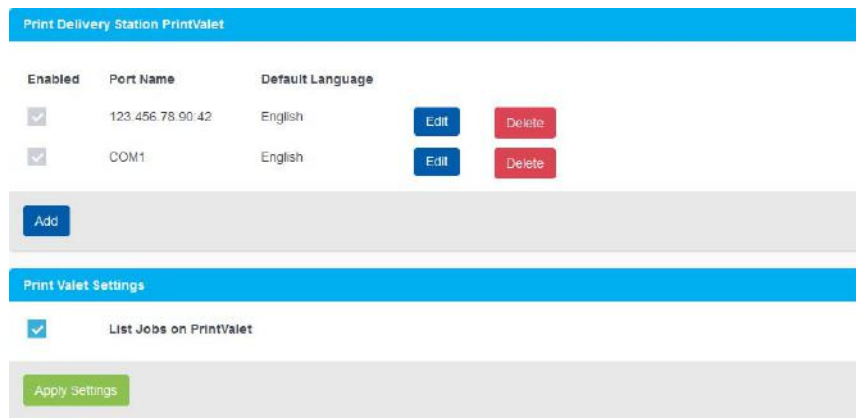 Print Delivery Station PrintValet
Enabled Port Name Default Language
123.456.78.90:42 English Edit Delete
COM1 English Edit Delete
Add
Print Valet Settings
List Jobs on PrintValet
Apply Settings